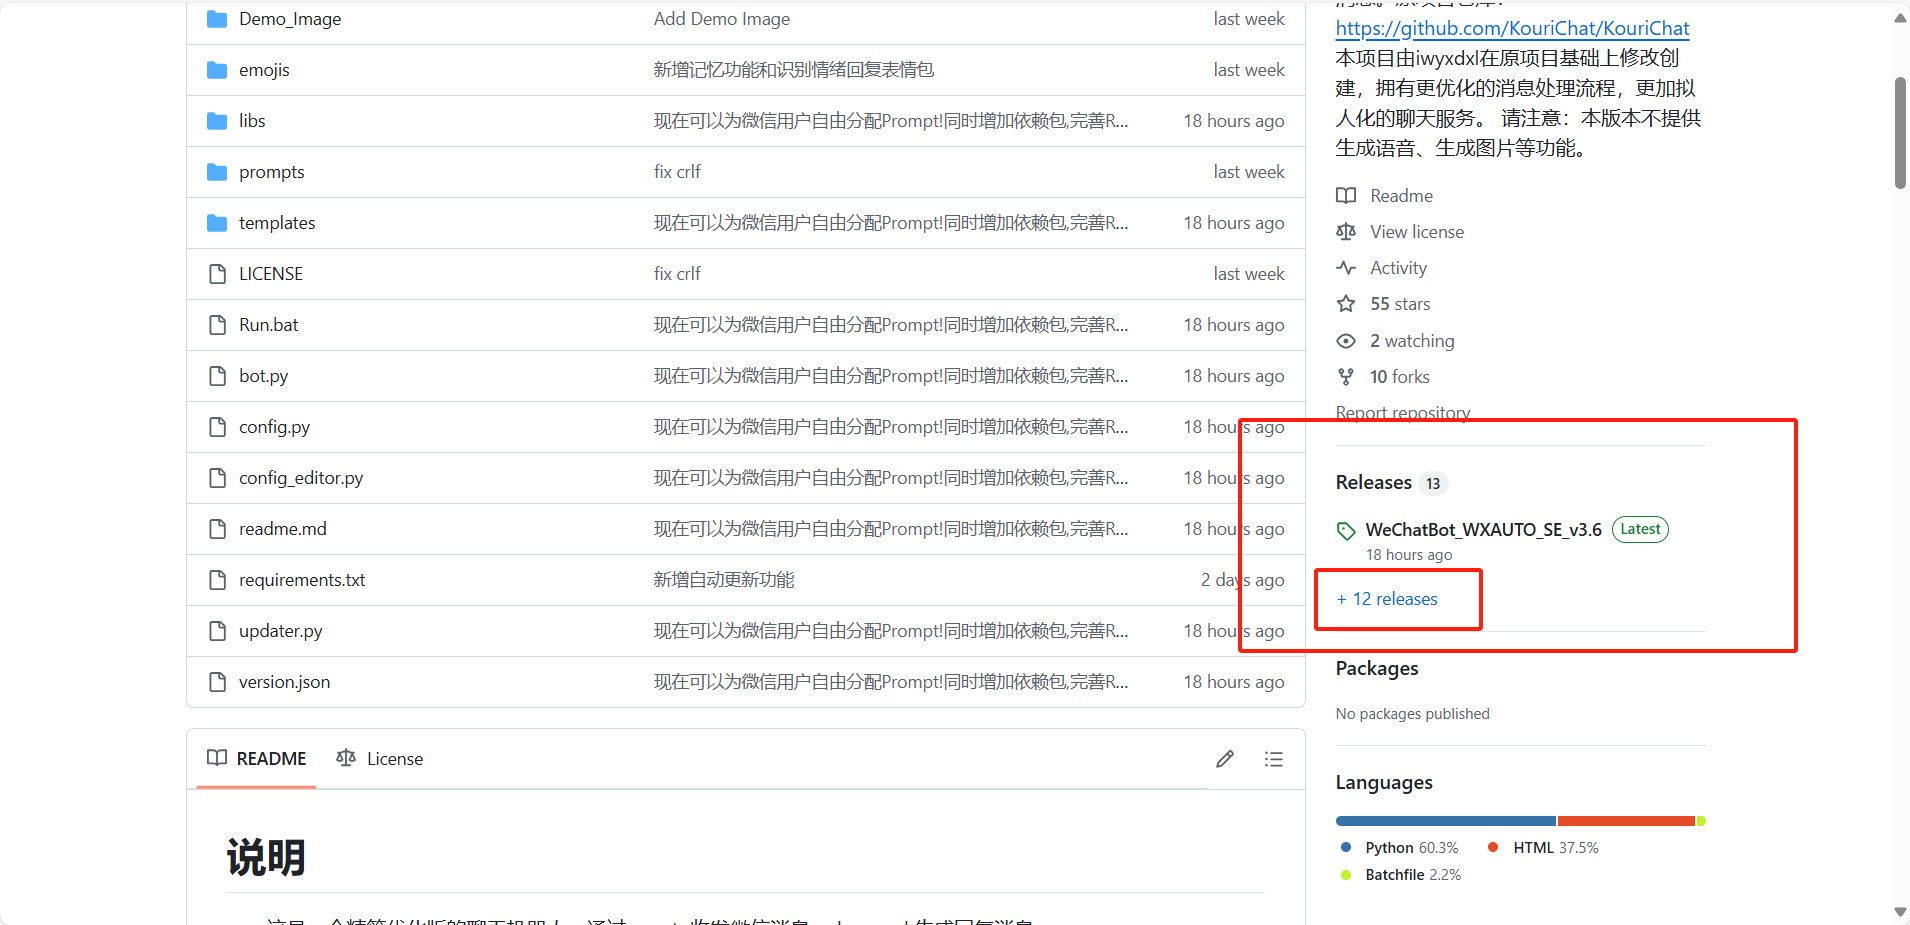 Demo_Image Add Demo Image last week
emojis 新增记忆功能和识别情绪回复表情包 last week
libs 现在可以为微信用户自由分配Prompt!同时增加依赖包,完善R... 18 hours ago
prompts fix crlf last week
templates 现在可以为微信用户自由分配Prompt!同时增加依赖包,完善R... 18 hours ago
LICENSE fix crlf last week
Run.bat 现在可以为微信用户自由分配Prompt!同时增加依赖包,完善R... 18 hours ago
bot.py 现在可以为微信用户自由分配Prompt!同时增加依赖包,完善R... 18 hours ago
config.py 现在可以为微信用户自由分配Prompt!同时增加依赖包,完善R... 18 hours ago
config_editor.py 现在可以为微信用户自由分配Prompt!同时增加依赖包,完善R... 18 hours ago
readme.md 现在可以为微信用户自由分配Prompt!同时增加依赖包,完善R... 18 hours ago
requirements.txt 新增自动更新功能 2 days ago
updater.py 现在可以为微信用户自由分配Prompt!同时增加依赖包,完善R... 18 hours ago
version.json 现在可以为微信用户自由分配Prompt!同时增加依赖包,完善R... 18 hours ago
README License
说明
https://github.com/KouriChat/KouriChat
本项目由iwyxdxl在原项目基础上修改创
建，拥有更优化的消息处理流程，更加拟
人化的聊天服务。 请注意：本版本不提供
生成语音、生成图片等功能。
Readme
View license
Activity
55 stars
2 watching
10 forks
Report repository
Releases 13
WeChatBot_WXAUTO_SE_v3.6 Latest
18 hours ago
+ 12 releases
Packages
No packages published
Languages
Python 60.3% HTML 37.5%
Batchfile 2.2%